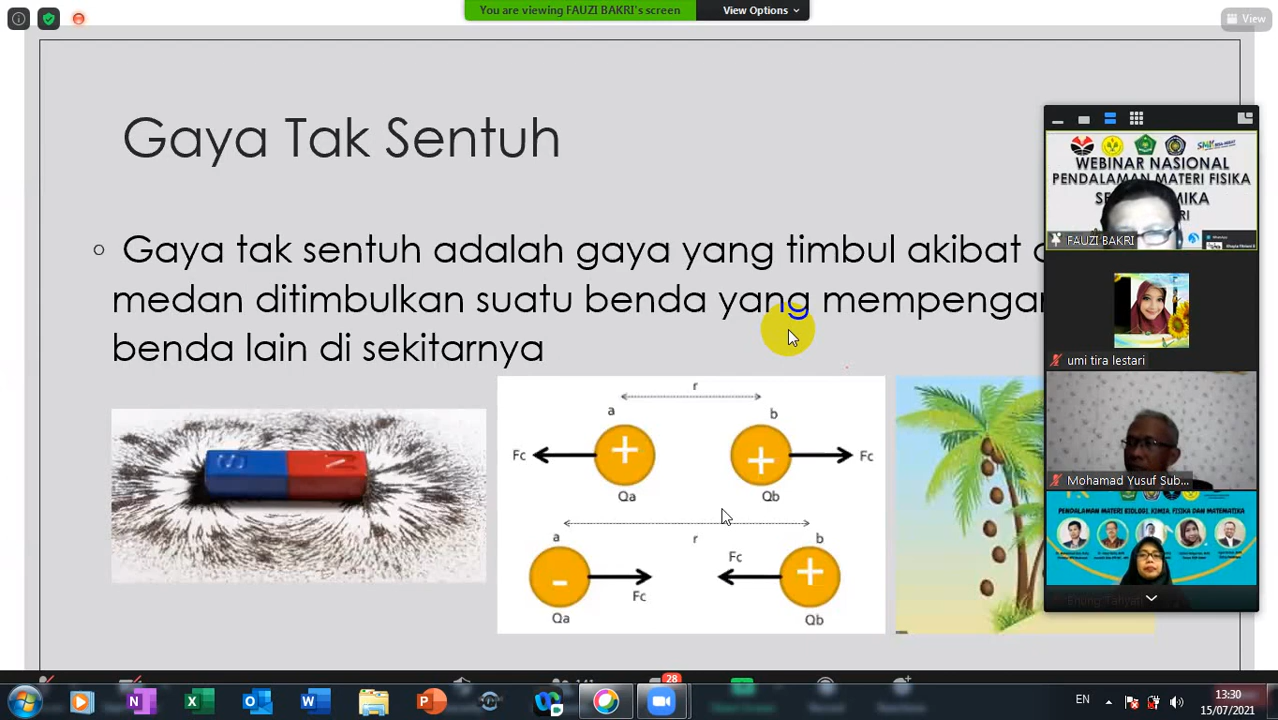 You are viewing FAUZI BAKRI's screen
View Options
View
Gaya Tak Sentuh
Gaya tak sentuh adalah gaya yang timbul akibat
medan ditimbulkan suatu benda yang
benda lain di sekitarnya
S
N
r
a
b
Fc
+
+
Fc
Qa
Qb
r
a
b
-
Fc
Fc
+
Qa
Qb
WEBINAR NASIONAL
PENDALAMAN MATERI FISIKA
FAUZI BAKRI
umi tira lestari
Mohamad Yusuf Sub...
PENDALAMAN MATERI BIOLOGI, KIMIA, FISIKA DAN MATEMATIKA
28
EN
13:30
15/07/2021